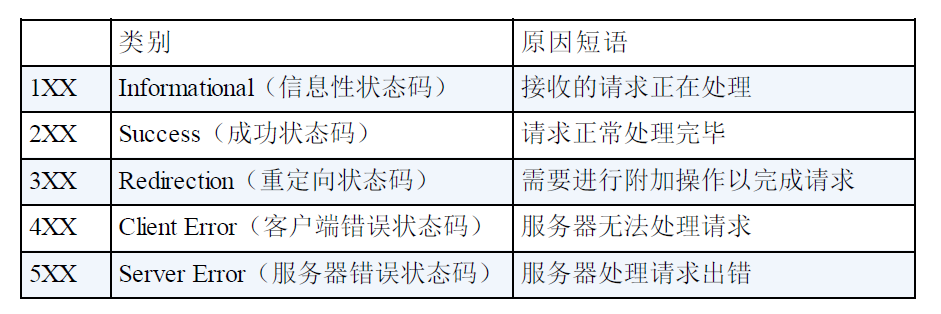 类别 原因短语
1XX Informational（信息性状态码） 接收的请求正在处理
2XX Success（成功状态码） 请求正常处理完毕
3XX Redirection（重定向状态码） 需要进行附加操作以完成请求
4XX Client Error（客户端错误状态码） 服务器无法处理请求
5XX Server Error（服务器错误状态码） 服务器处理请求出错